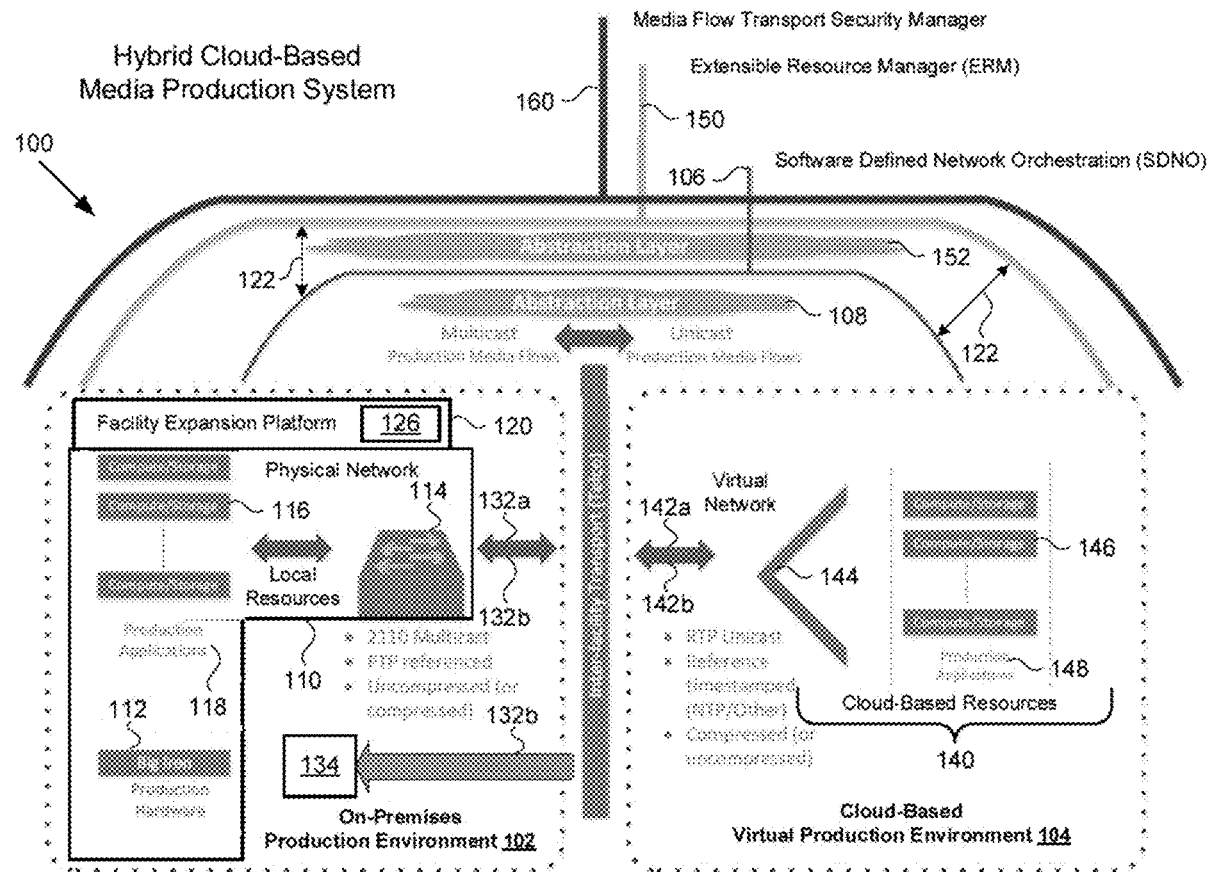 Media Flow Transport Security Manager
Hybrid Cloud-Based
Media Production System
Extensible Resource Manager (ERM)
160
150
100
Software Defined Network Orchestration (SDNO)
106
Abstraction Layer
152
122
Abstraction Layer
108
122
Multicast
Production Media Flows
Unicast
Production Media Flows
Facility Expansion Platform
126
120
Physical Network
114
116
132a
Local
Resources
132b
Production
Applications
118
110
2110 Multicast
PTP referenced
Uncompressed (or
compressed)
112
132b
Big Iron
134
Production
Hardware
On-Premises
Production Environment 102
Virtual
Network
142a
142b
144
146
RTP Unicast
Reference
timestamped
(NTP/Other)
Compressed (or
uncompressed)
Production
Applications
148
Cloud-Based Resources
140
Cloud-Based
Virtual Production Environment 104